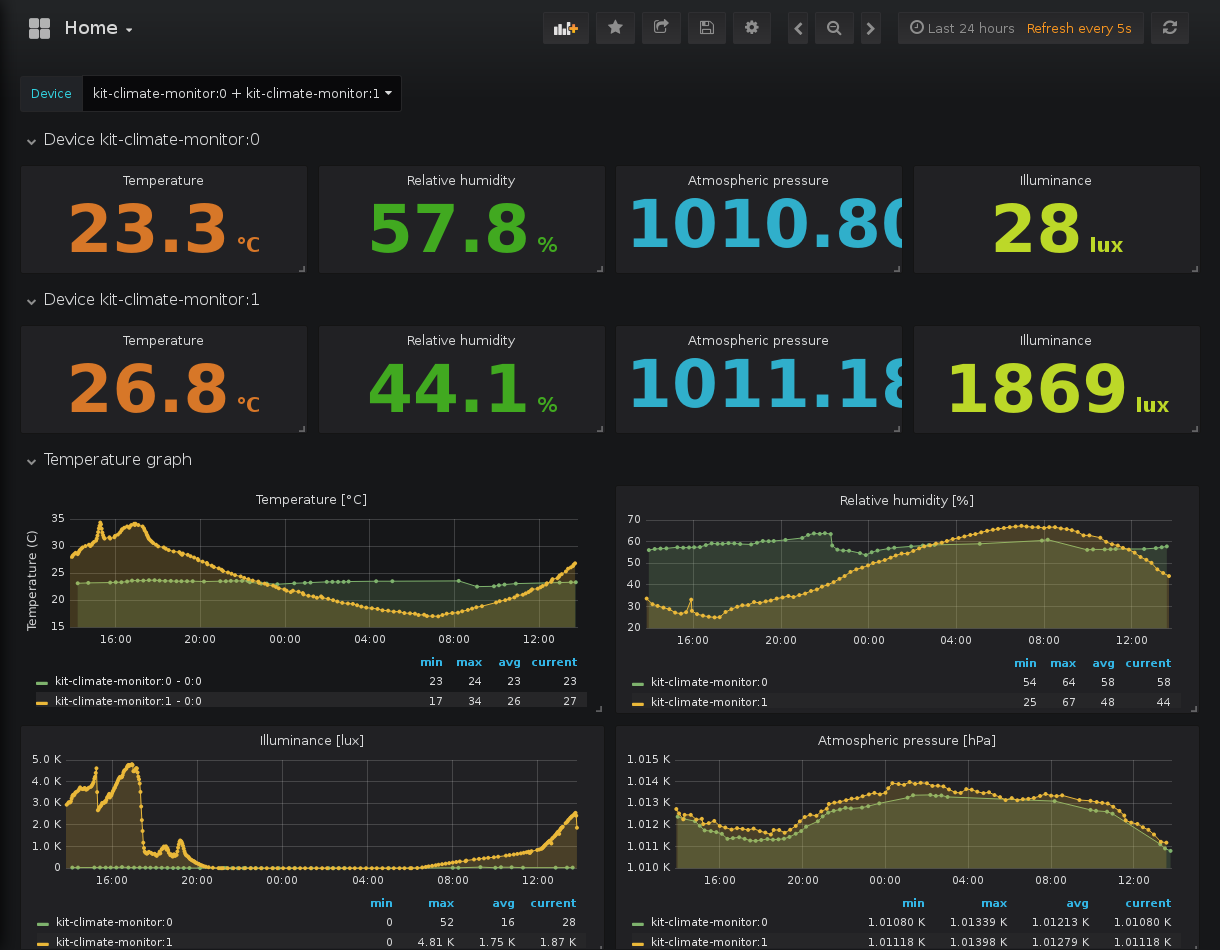 Home
Last 24 hours Refresh every 5s
Device kit-climate-monitor:0 + kit-climate-monitor:1
Device kit-climate-monitor:0
Temperature Relative humidity Atmospheric pressure Illuminance
23.3 °C 57.8 % 1010.80 28 lux
Device kit-climate-monitor:1
Temperature Relative humidity Atmospheric pressure Illuminance
26.8 °C 44.1 % 1011.18 1869 lux
Temperature graph
Temperature [°C]
Temperature (C)
35
30
25
20
15
16:00 20:00 00:00 04:00 08:00 12:00
min max avg current
kit-climate-monitor:0 - 0:0 23 24 23 23
kit-climate-monitor:1 - 0:0 17 34 26 27
Relative humidity [%]
70
60
50
40
30
20
16:00 20:00 00:00 04:00 08:00 12:00
min max avg current
kit-climate-monitor:0 54 64 58 58
kit-climate-monitor:1 25 67 48 44
Illuminance [lux]
5.0 K
4.0 K
3.0 K
2.0 K
1.0 K
0
16:00 20:00 00:00 04:00 08:00 12:00
min max avg current
kit-climate-monitor:0 0 52 16 28
kit-climate-monitor:1 0 4.81 K 1.75 K 1.87 K
Atmospheric pressure [hPa]
1.015 K
1.014 K
1.013 K
1.012 K
1.011 K
1.010 K
16:00 20:00 00:00 04:00 08:00 12:00
min max avg current
kit-climate-monitor:0 1.01080 K 1.01339 K 1.01213 K 1.01080 K
kit-climate-monitor:1 1.01118 K 1.01398 K 1.01279 K 1.01118 K